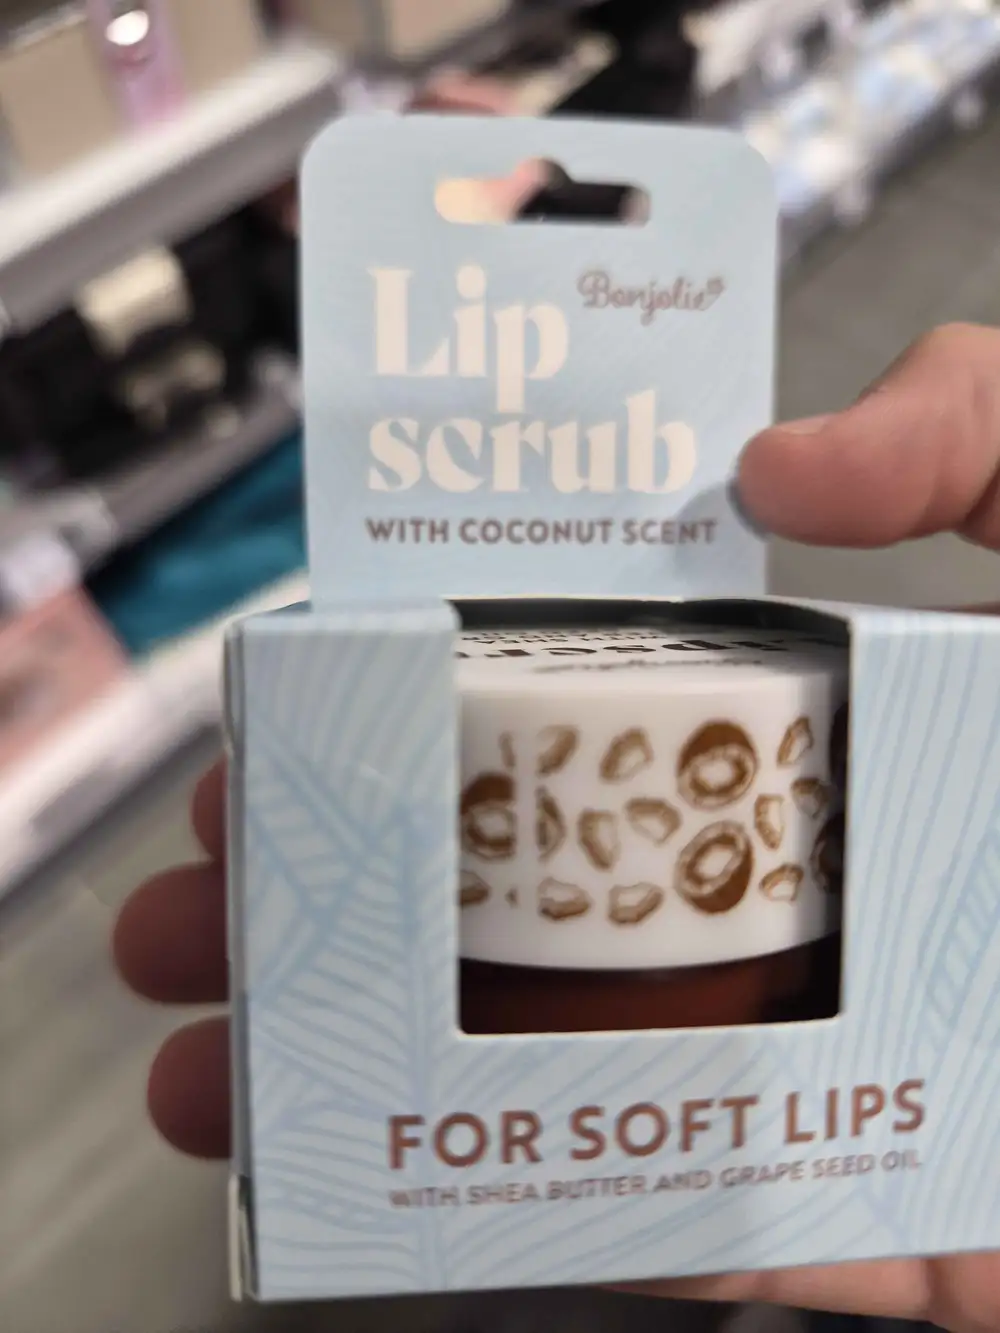 Lip
Bonjolie
scrub
WITH COCONUT SCENT
FOR SOFT LIPS
WITH SHEA BUTTER AND GRAPE SEED OIL